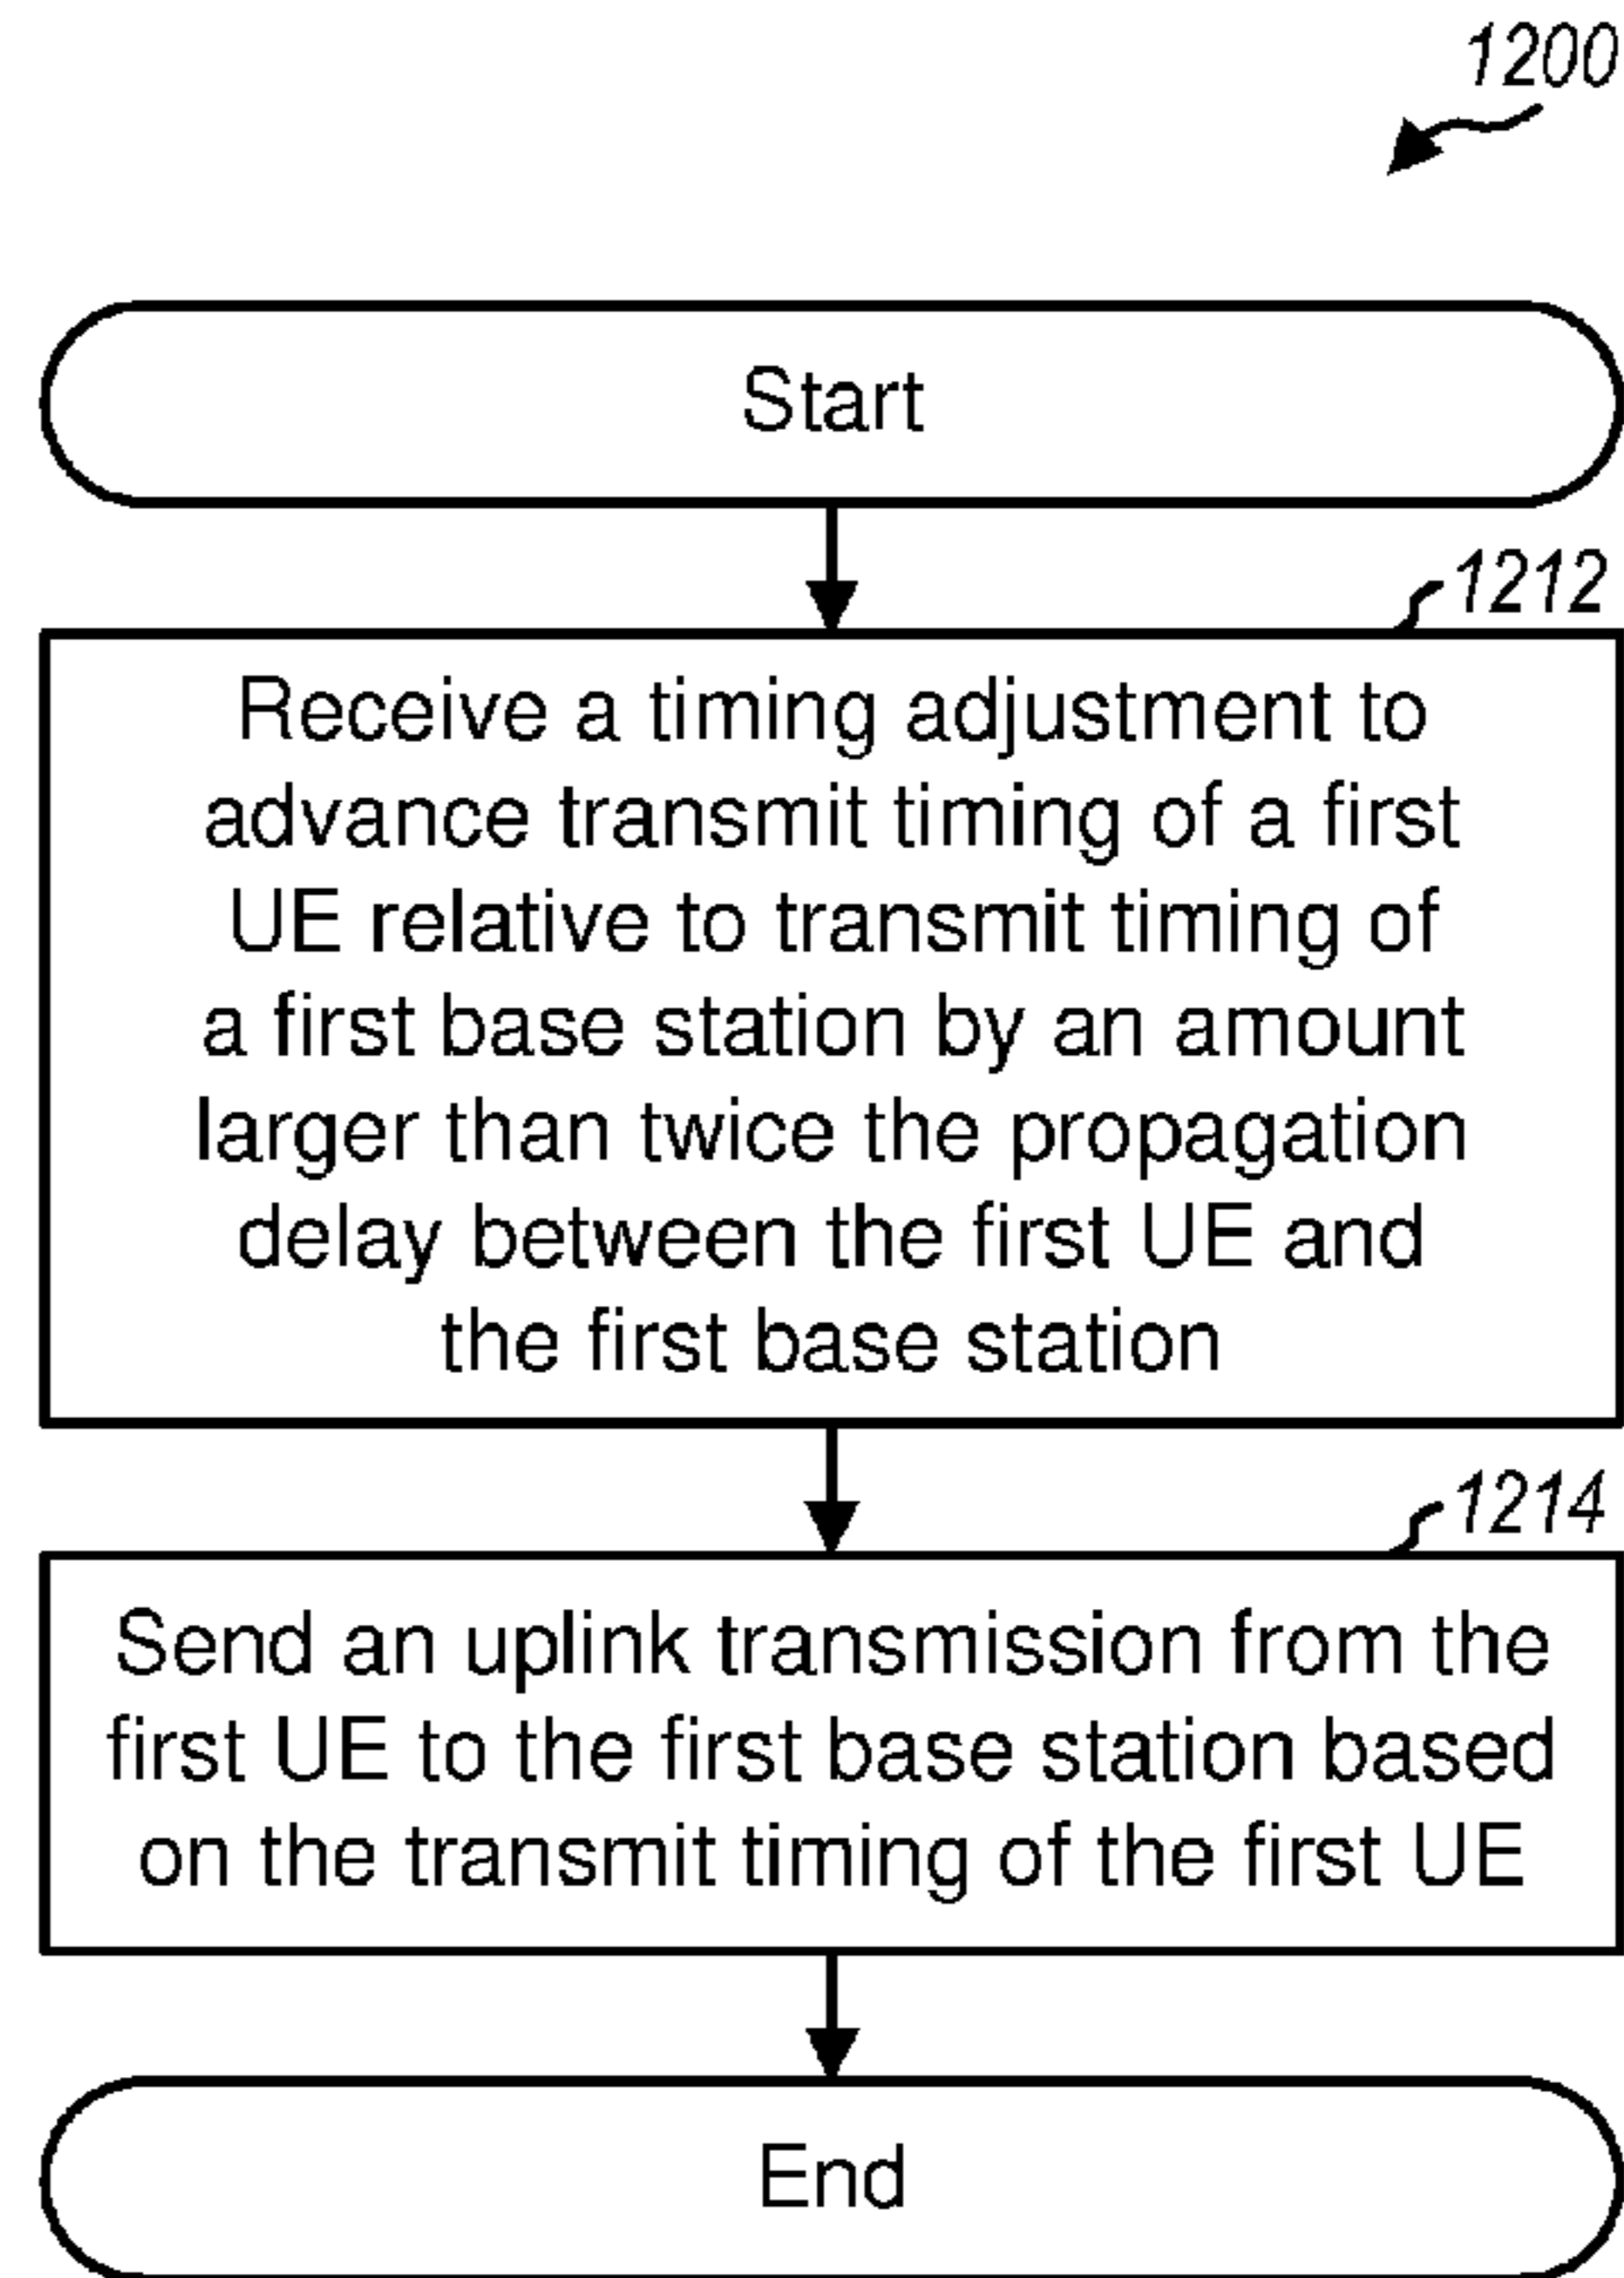 1200
Start
1212
Receive a timing adjustment to
advance transmit timing of a first
UE relative to transmit timing of
a first base station by an amount
larger than twice the propagation
delay between the first UE and
the first base station
1214
Send an uplink transmission from the
first UE to the first base station based
on the transmit timing of the first UE
End